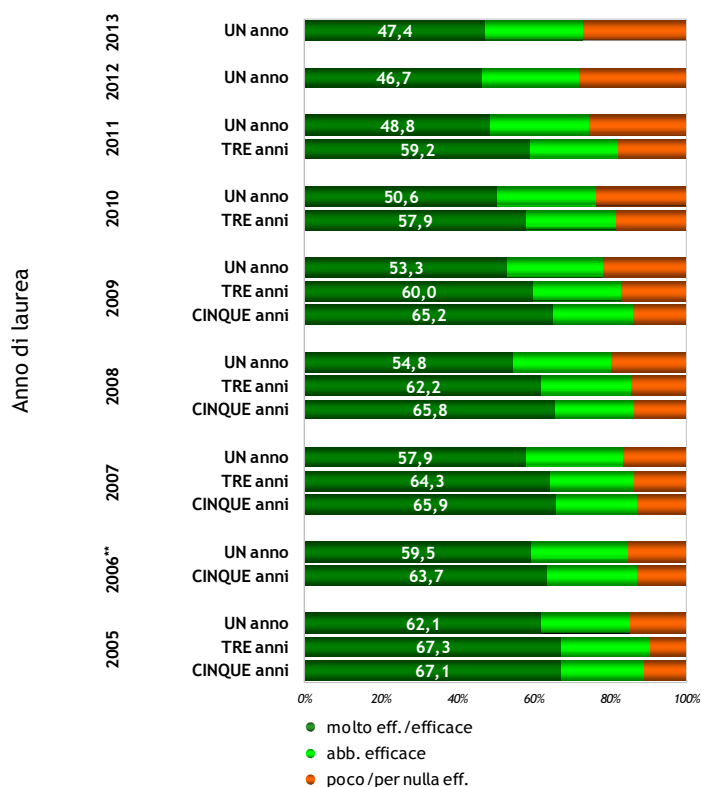 Anno di laurea
2013
UN anno 47,4
2012
UN anno 46,7
2011
UN anno 48,8
TRE anni 59,2
2010
UN anno 50,6
TRE anni 57,9
2009
UN anno 53,3
TRE anni 60,0
CINQUE anni 65,2
2008
UN anno 54,8
TRE anni 62,2
CINQUE anni 65,8
2007
UN anno 57,9
TRE anni 64,3
CINQUE anni 65,9
2006**
UN anno 59,5
CINQUE anni 63,7
2005
UN anno 62,1
TRE anni 67,3
CINQUE anni 67,1
0% 20% 40% 60% 80% 100%
molto eff./efficace
abb. efficace
poco/per nulla eff.